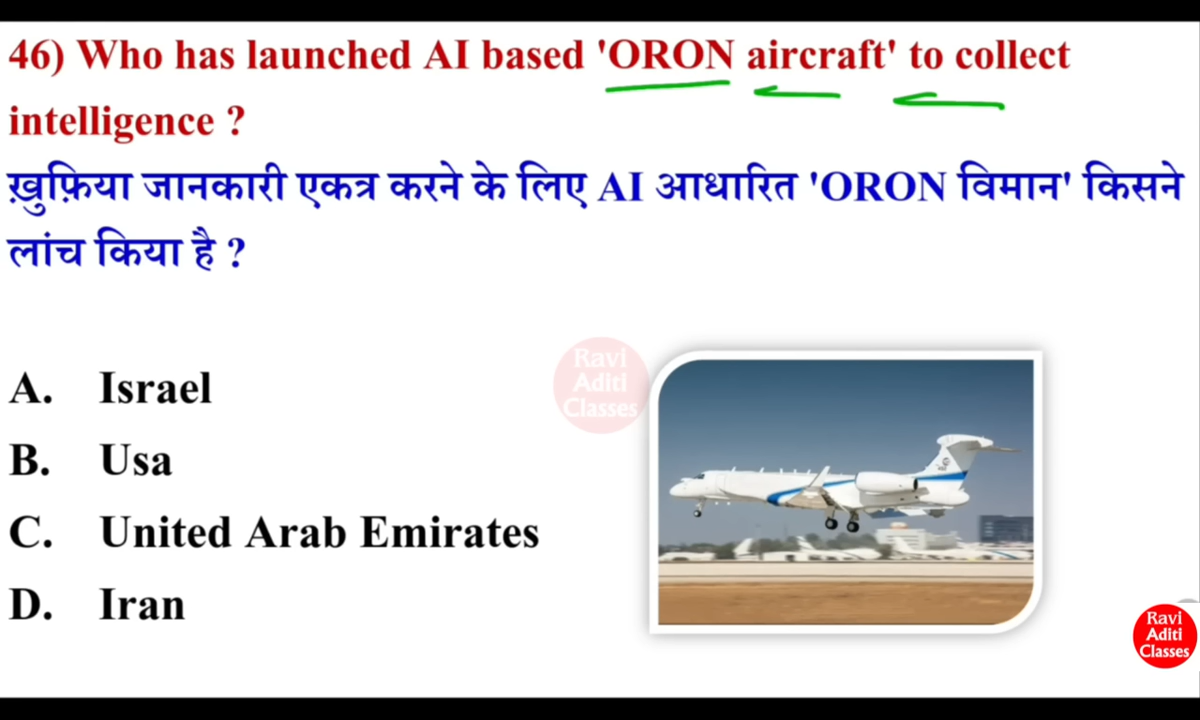 46) Who has launched AI based 'ORON aircraft' to collect
intelligence ?
ख़ुफ़िया जानकारी एकत्र करने के लिए AI आधारित 'ORON विमान' किसने
लांच किया है ?
A. Israel
B. Usa
C. United Arab Emirates
D. Iran
Ravi
Aditi
Classes
Ravi
Aditi
Classes